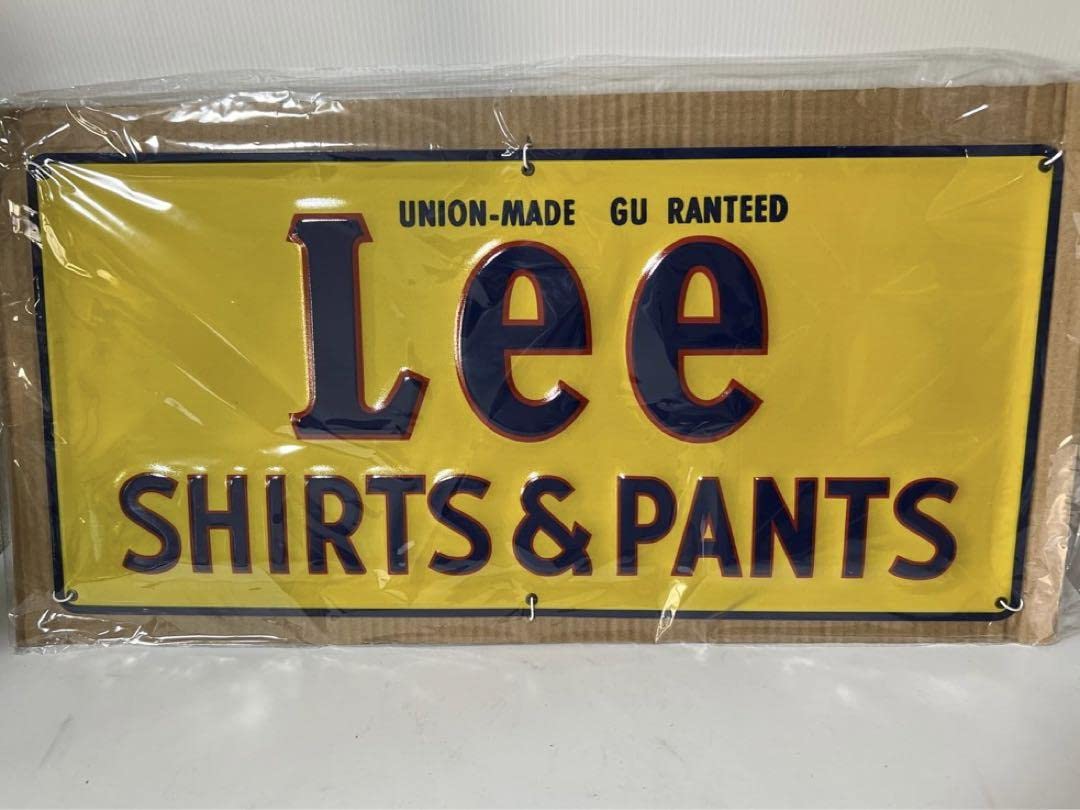 UNION-MADE GU RANTEED
Lee
SHIRTS & PANTS